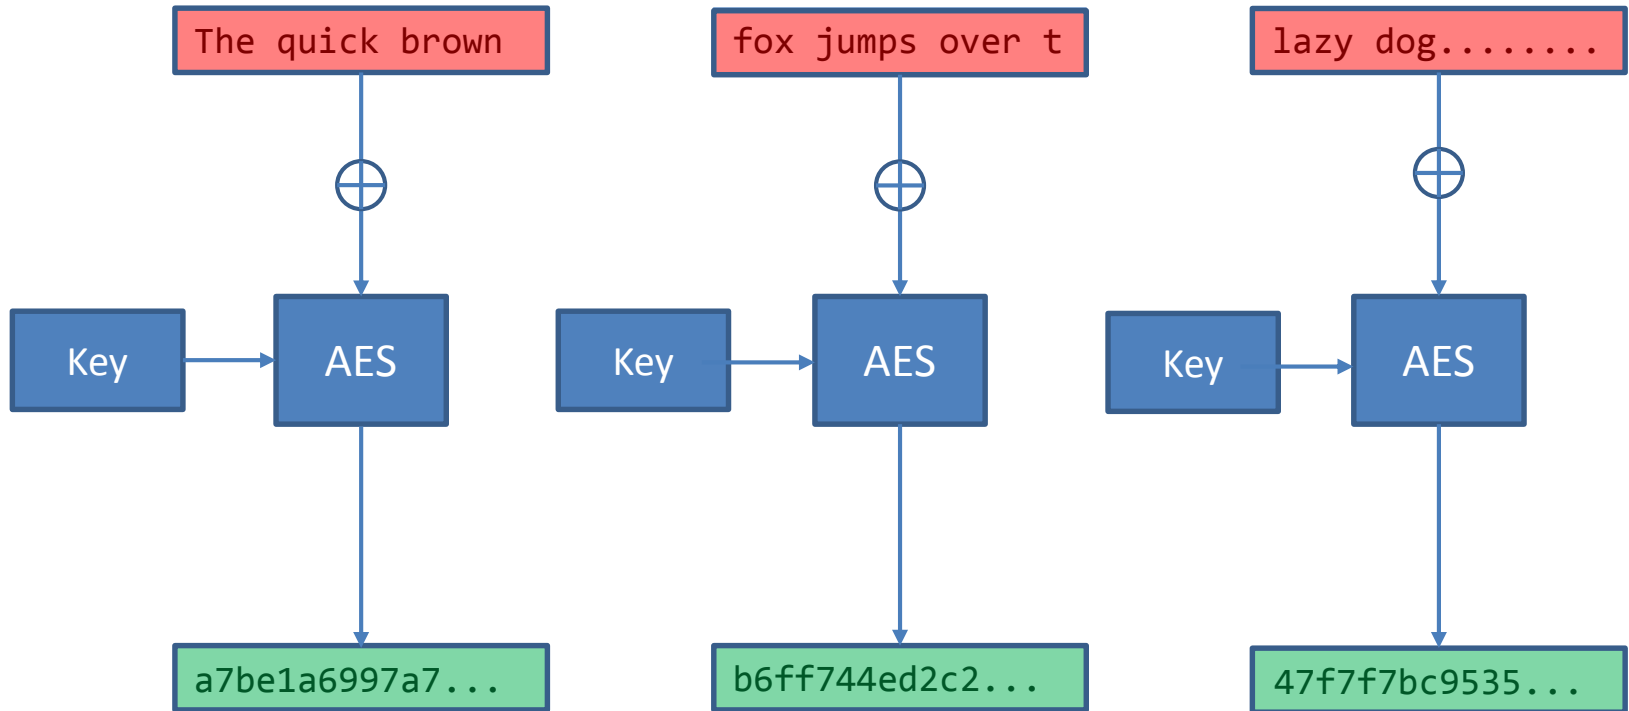 The quick brown
fox jumps over t
lazy dog........
Key
AES
Key
AES
Key
AES
a7be1a6997a7...
b6ff744ed2c2...
47f7f7bc9535...